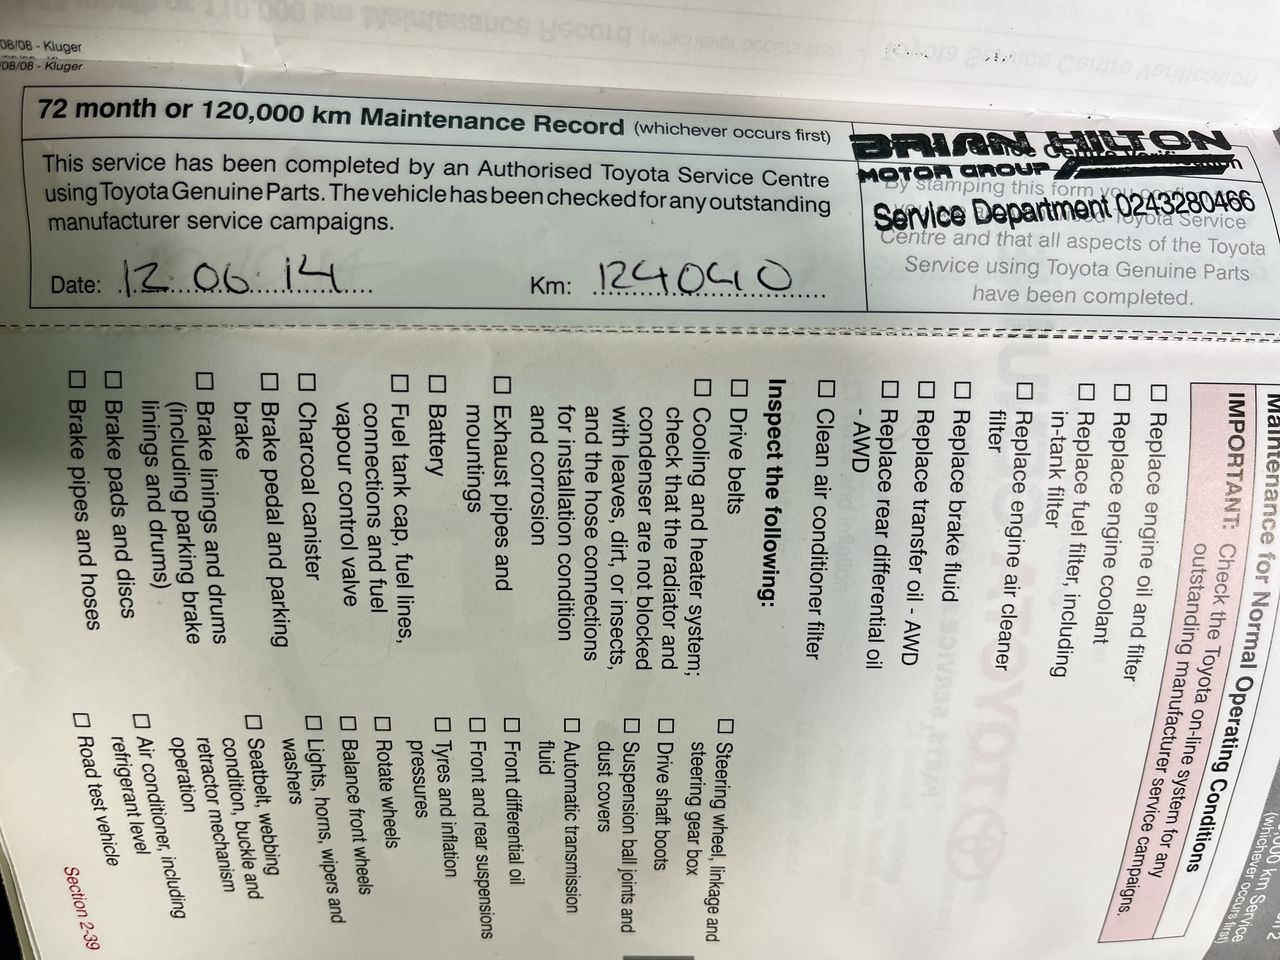 08/08 - Kluger
08/08 - Kluger
72 month or 120,000 km Maintenance Record (whichever occurs first)
This service has been completed by an Authorised Toyota Service Centre
using Toyota Genuine Parts. The vehicle has been checked for any outstanding
manufacturer service campaigns.
Date: 12.06.14
Km: 124040
BRIAN HILTON
MOTOR GROUP
By stamping this form you
Service Department 0243280466
Toyota Service
Centre and that all aspects of the Toyota
Service using Toyota Genuine Parts
have been completed.
km Service
(whichever occurs first)
Maintenance for Normal Operating Conditions
IMPORTANT: Check the Toyota on-line system for any
outstanding manufacturer service campaigns.
☐ Replace engine oil and filter
☐ Replace engine coolant
☐ Replace fuel filter, including
in-tank filter
☐ Replace engine air cleaner
filter
☐ Replace brake fluid
☐ Replace transfer oil - AWD
☐ Replace rear differential oil
- AWD
☐ Clean air conditioner filter
Inspect the following:
☐ Drive belts
☐ Cooling and heater system;
check that the radiator and
condenser are not blocked
with leaves, dirt, or insects,
and the hose connections
for installation condition
and corrosion
☐ Exhaust pipes and
mountings
☐ Battery
☐ Fuel tank cap, fuel lines,
connections and fuel
vapour control valve
☐ Charcoal canister
☐ Brake pedal and parking
brake
☐ Brake linings and drums
(including parking brake
linings and drums)
☐ Brake pads and discs
☐ Brake pipes and hoses
☐ Steering wheel, linkage and
steering gear box
☐ Drive shaft boots
☐ Suspension ball joints and
dust covers
☐ Automatic transmission
fluid
☐ Front differential oil
☐ Front and rear suspensions
☐ Tyres and inflation
pressures
☐ Rotate wheels
☐ Balance front wheels
☐ Lights, horns, wipers and
washers
☐ Seatbelt, webbing
condition, buckle and
retractor mechanism
operation
☐ Air conditioner, including
refrigerant level
☐ Road test vehicle
Section 2-39